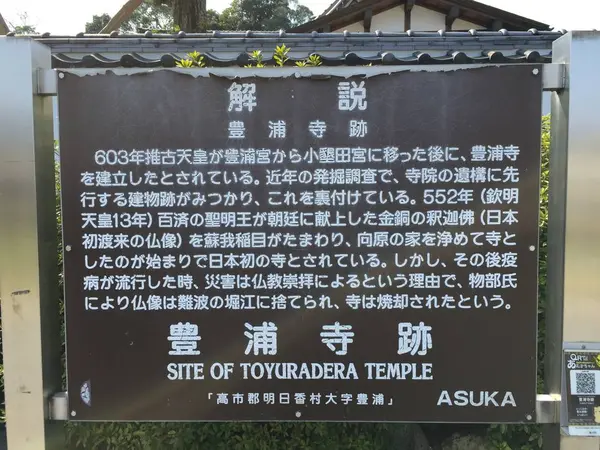 解説
豊浦寺跡
603年推古天皇が豊浦宮から小墾田宮に移った後に、豊浦寺
を建立したとされている。近年の発掘調査で、寺院の遺構に先
行する建物跡がみつかり、これを裏付けている。552年（欽明
天皇13年）百済の聖明王が朝廷に献上した金銅の釈迦佛（日本
初渡来の仏像）を蘇我稲目がたまわり、向原の家を浄めて寺と
したのが始まりで日本初の寺とされている。しかし、その後疫
病が流行した時、災害は仏教崇拝によるという理由で、物部氏
により仏像は難波の堀江に捨てられ、寺は焼却されたという。
豊浦寺跡
SITE OF TOYURADERA TEMPLE
「高市郡明日香村大字豊浦」
ASUKA